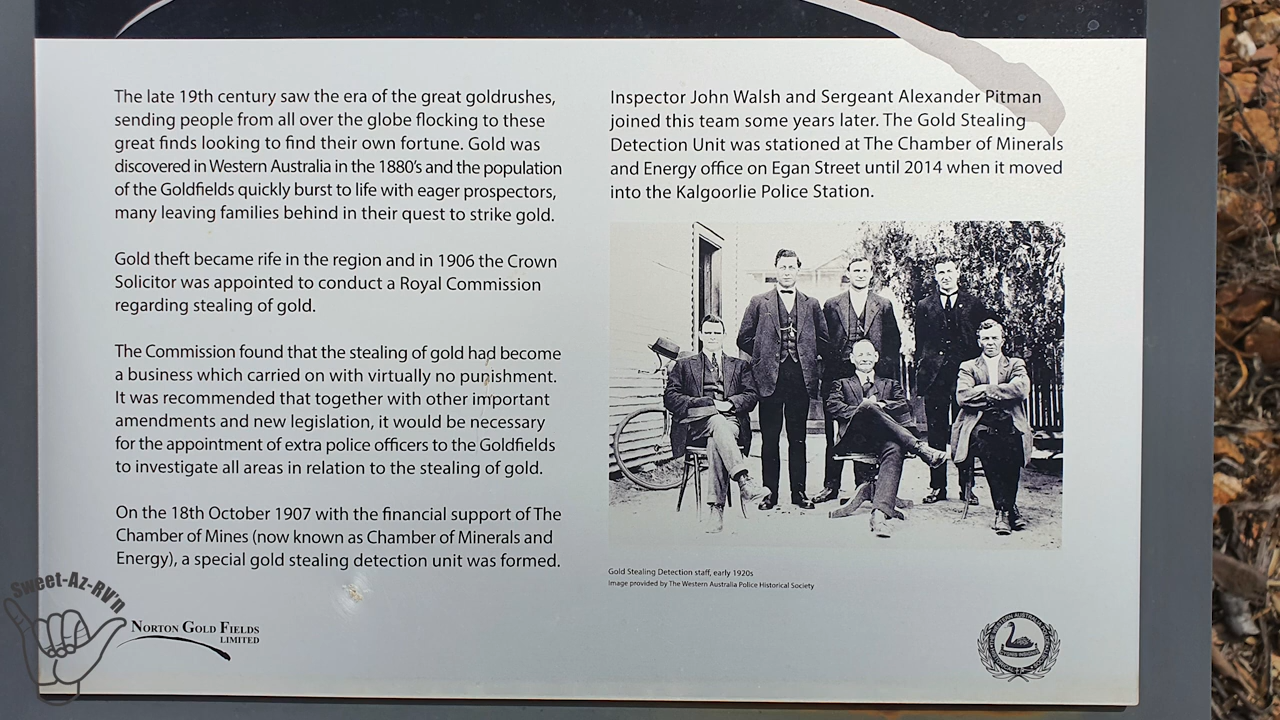 The late 19th century saw the era of the great goldrushes,
sending people from all over the globe flocking to these
great finds looking to find their own fortune. Gold was
discovered in Western Australia in the 1880's and the population
of the Goldfields quickly burst to life with eager prospectors,
many leaving families behind in their quest to strike gold.
Gold theft became rife in the region and in 1906 the Crown
Solicitor was appointed to conduct a Royal Commission
regarding stealing of gold.
The Commission found that the stealing of gold had become
a business which carried on with virtually no punishment.
It was recommended that together with other important
amendments and new legislation, it would be necessary
for the appointment of extra police officers to the Goldfields
to investigate all areas in relation to the stealing of gold.
On the 18th October 1907 with the financial support of The
Chamber of Mines (now known as Chamber of Minerals and
Energy), a special gold stealing detection unit was formed.
Inspector John Walsh and Sergeant Alexander Pitman
joined this team some years later. The Gold Stealing
Detection Unit was stationed at The Chamber of Minerals
and Energy office on Egan Street until 2014 when it moved
into the Kalgoorlie Police Station.
Gold Stealing Detection staff, early 1920s
Image provided by The Western Australia Police Historical Society
Sweet-Az-RV'n
NORTON GOLD FIELDS
LIMITED